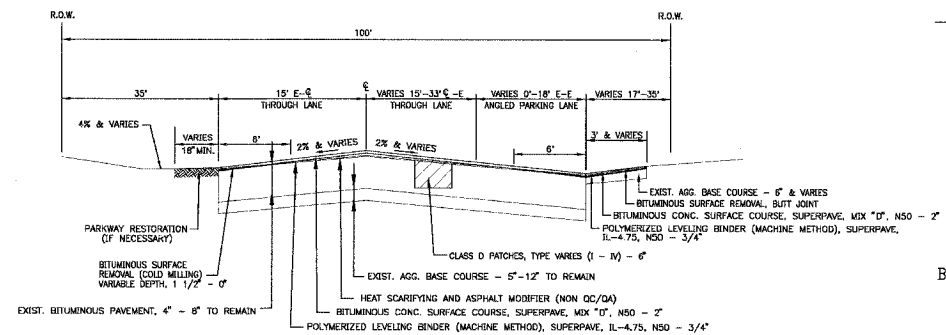 R.O.W.
R.O.W.
100'
35'
15' E-℄
℄
VARIES 15'-33' ℄-E
VARIES 0'-18' E-E
VARIES 17'-35'
THROUGH LANE
THROUGH LANE
ANGLED PARKING LANE
4% & VARIES
VARIES
18" MIN.
6'
2% & VARIES
2% & VARIES
6'
3' & VARIES
EXIST. AGG. BASE COURSE - 6" & VARIES
BITUMINOUS SURFACE REMOVAL, BUTT JOINT
BITUMINOUS CONC. SURFACE COURSE, SUPERPAVE, MIX "D", N50 - 2"
POLYMERIZED LEVELING BINDER (MACHINE METHOD), SUPERPAVE,
IL-4.75, N50 - 3/4"
PARKWAY RESTORATION
(IF NECESSARY)
CLASS D PATCHES, TYPE VARIES (I - IV) - 6"
BITUMINOUS SURFACE
REMOVAL (COLD MILLING)
VARIABLE DEPTH, 1 1/2" - 0"
EXIST. AGG. BASE COURSE - 5"-12" TO REMAIN
HEAT SCARIFYING AND ASPHALT MODIFIER (NON QC/QA)
EXIST. BITUMINOUS PAVEMENT, 4" - 8" TO REMAIN
BITUMINOUS CONC. SURFACE COURSE, SUPERPAVE, MIX "D", N50 - 2"
POLYMERIZED LEVELING BINDER (MACHINE METHOD), SUPERPAVE, IL-4.75, N50 - 3/4"
B